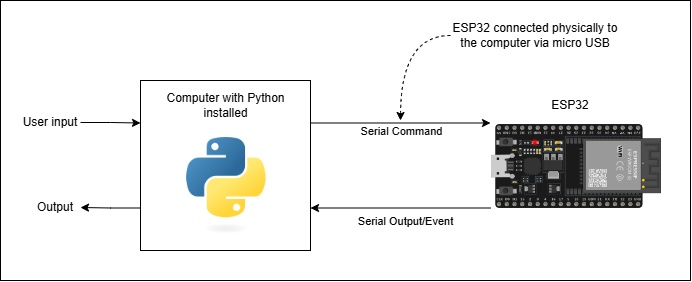 ESP32 connected physically to
the computer via micro USB
Computer with Python
installed
ESP32
User input
Serial Command
Output
Serial Output/Event